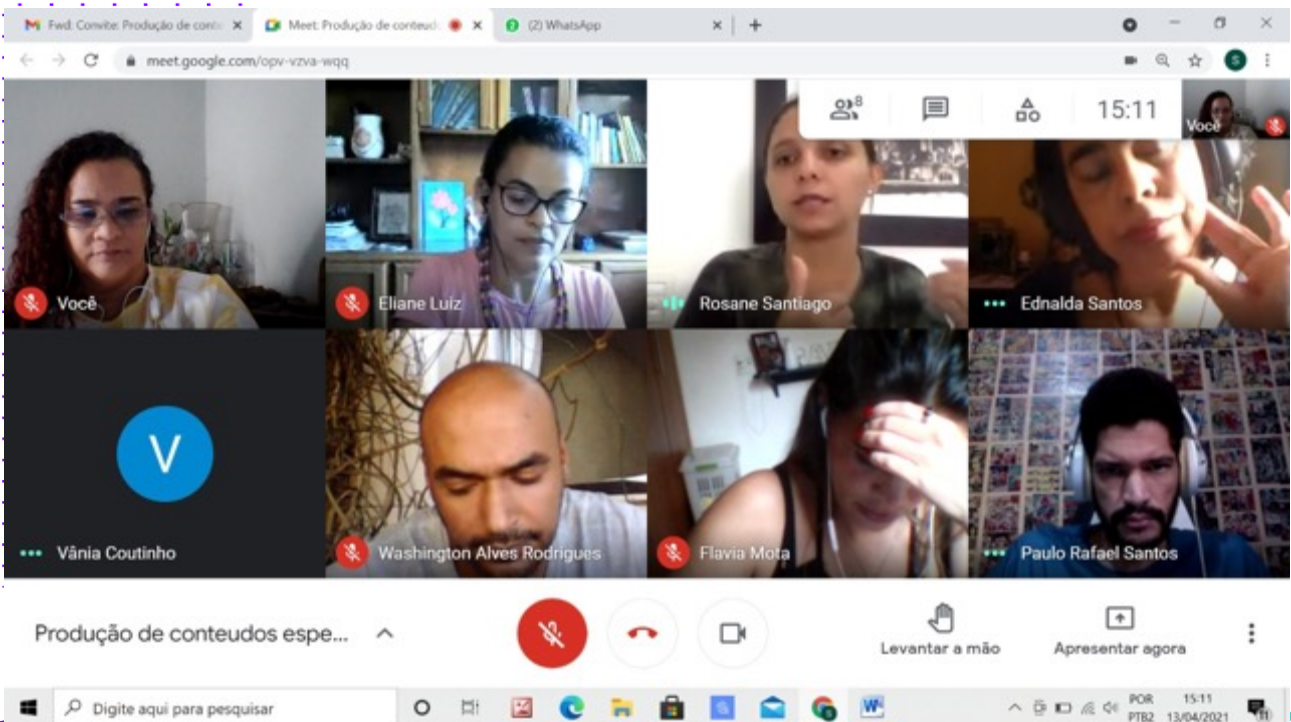 Fwd: Convite: Produção de conte
Meet: Produção de conteud
(2) WhatsApp
meet.google.com/opv-vzva-wqq
S
8
15:11
Você
Você
Eliane Luiz
Rosane Santiago
Ednalda Santos
V
Vânia Coutinho
Washington Alves Rodrigues
Flavia Mota
Paulo Rafael Santos
Produção de conteudos espe...
Levantar a mão
Apresentar agora
Digite aqui para pesquisar
S
W
POR
15:11
PTB2
13/04/2021